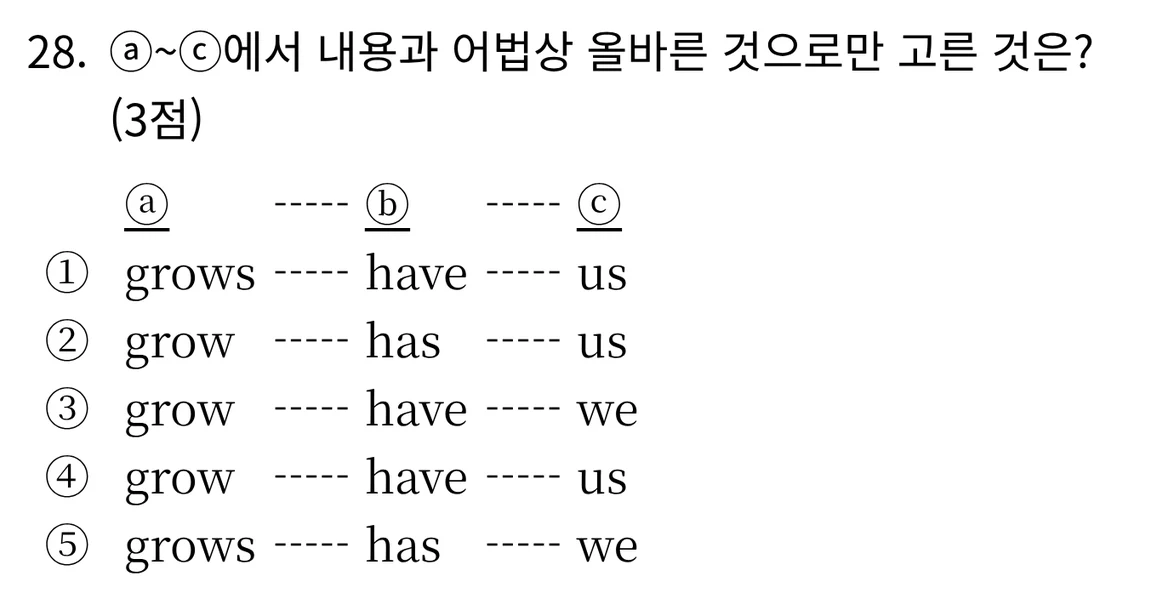 28. ⓐ~ⓒ에서 내용과 어법상 올바른 것으로만 고른 것은?
(3점)
ⓐ ----- ⓑ ----- ⓒ
① grows ----- have ----- us
② grow ----- has ----- us
③ grow ----- have ----- we
④ grow ----- have ----- us
⑤ grows ----- has ----- we